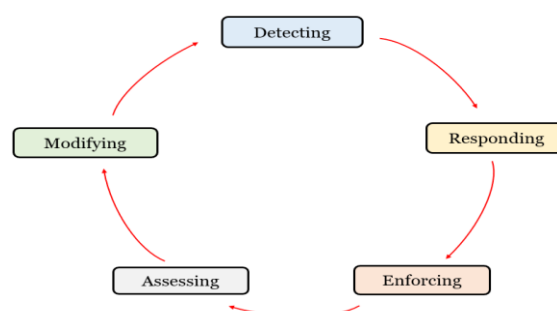 Detecting
Responding
Enforcing
Assessing
Modifying